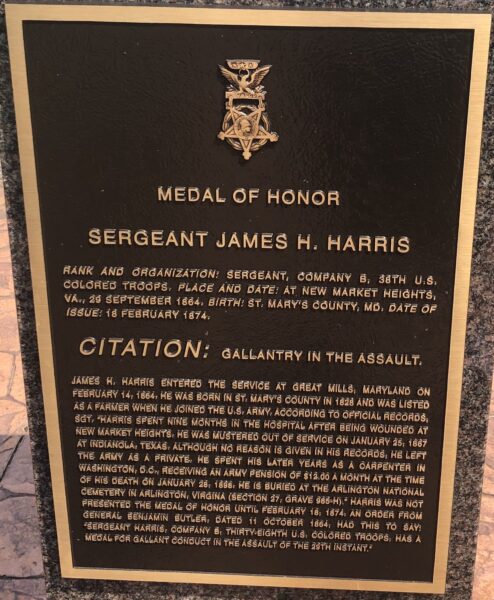 MEDAL OF HONOR
SERGEANT JAMES H. HARRIS
RANK AND ORGANIZATION: SERGEANT, COMPANY B, 38TH U.S.
COLORED TROOPS. PLACE AND DATE: AT NEW MARKET HEIGHTS,
VA., 29 SEPTEMBER 1864. BIRTH: ST. MARY'S COUNTY, MD. DATE OF
ISSUE: 18 FEBRUARY 1874.
CITATION: GALLANTRY IN THE ASSAULT.
JAMES H. HARRIS ENTERED THE SERVICE AT GREAT MILLS, MARYLAND ON
FEBRUARY 14, 1864. HE WAS BORN IN ST. MARY'S COUNTY IN 1828 AND WAS LISTED
AS A FARMER WHEN HE JOINED THE U.S. ARMY. ACCORDING TO OFFICIAL RECORDS,
SGT. "HARRIS SPENT NINE MONTHS IN THE HOSPITAL AFTER BEING WOUNDED AT
NEW MARKET HEIGHTS. HE WAS MUSTERED OUT OF SERVICE ON JANUARY 25, 1867
AT INDIANOLA, TEXAS. ALTHOUGH NO REASON IS GIVEN IN HIS RECORDS, HE LEFT
THE ARMY AS A PRIVATE. HE SPENT HIS LATER YEARS AS A CARPENTER IN
WASHINGTON, D.C., RECEIVING AN ARMY PENSION OF $12.00 A MONTH AT THE TIME
OF HIS DEATH ON JANUARY 28, 1898. HE IS BURIED AT THE ARLINGTON NATIONAL
CEMETERY IN ARLINGTON, VIRGINIA (SECTION 27, GRAVE 985-H)." HARRIS WAS NOT
PRESENTED THE MEDAL OF HONOR UNTIL FEBRUARY 18, 1874. AN ORDER FROM
GENERAL BENJAMIN BUTLER, DATED 11 OCTOBER 1864, HAD THIS TO SAY:
"SERGEANT HARRIS, COMPANY B, THIRTY-EIGHTH U.S. COLORED TROOPS, HAS A
MEDAL FOR GALLANT CONDUCT IN THE ASSAULT OF THE 29TH INSTANT."